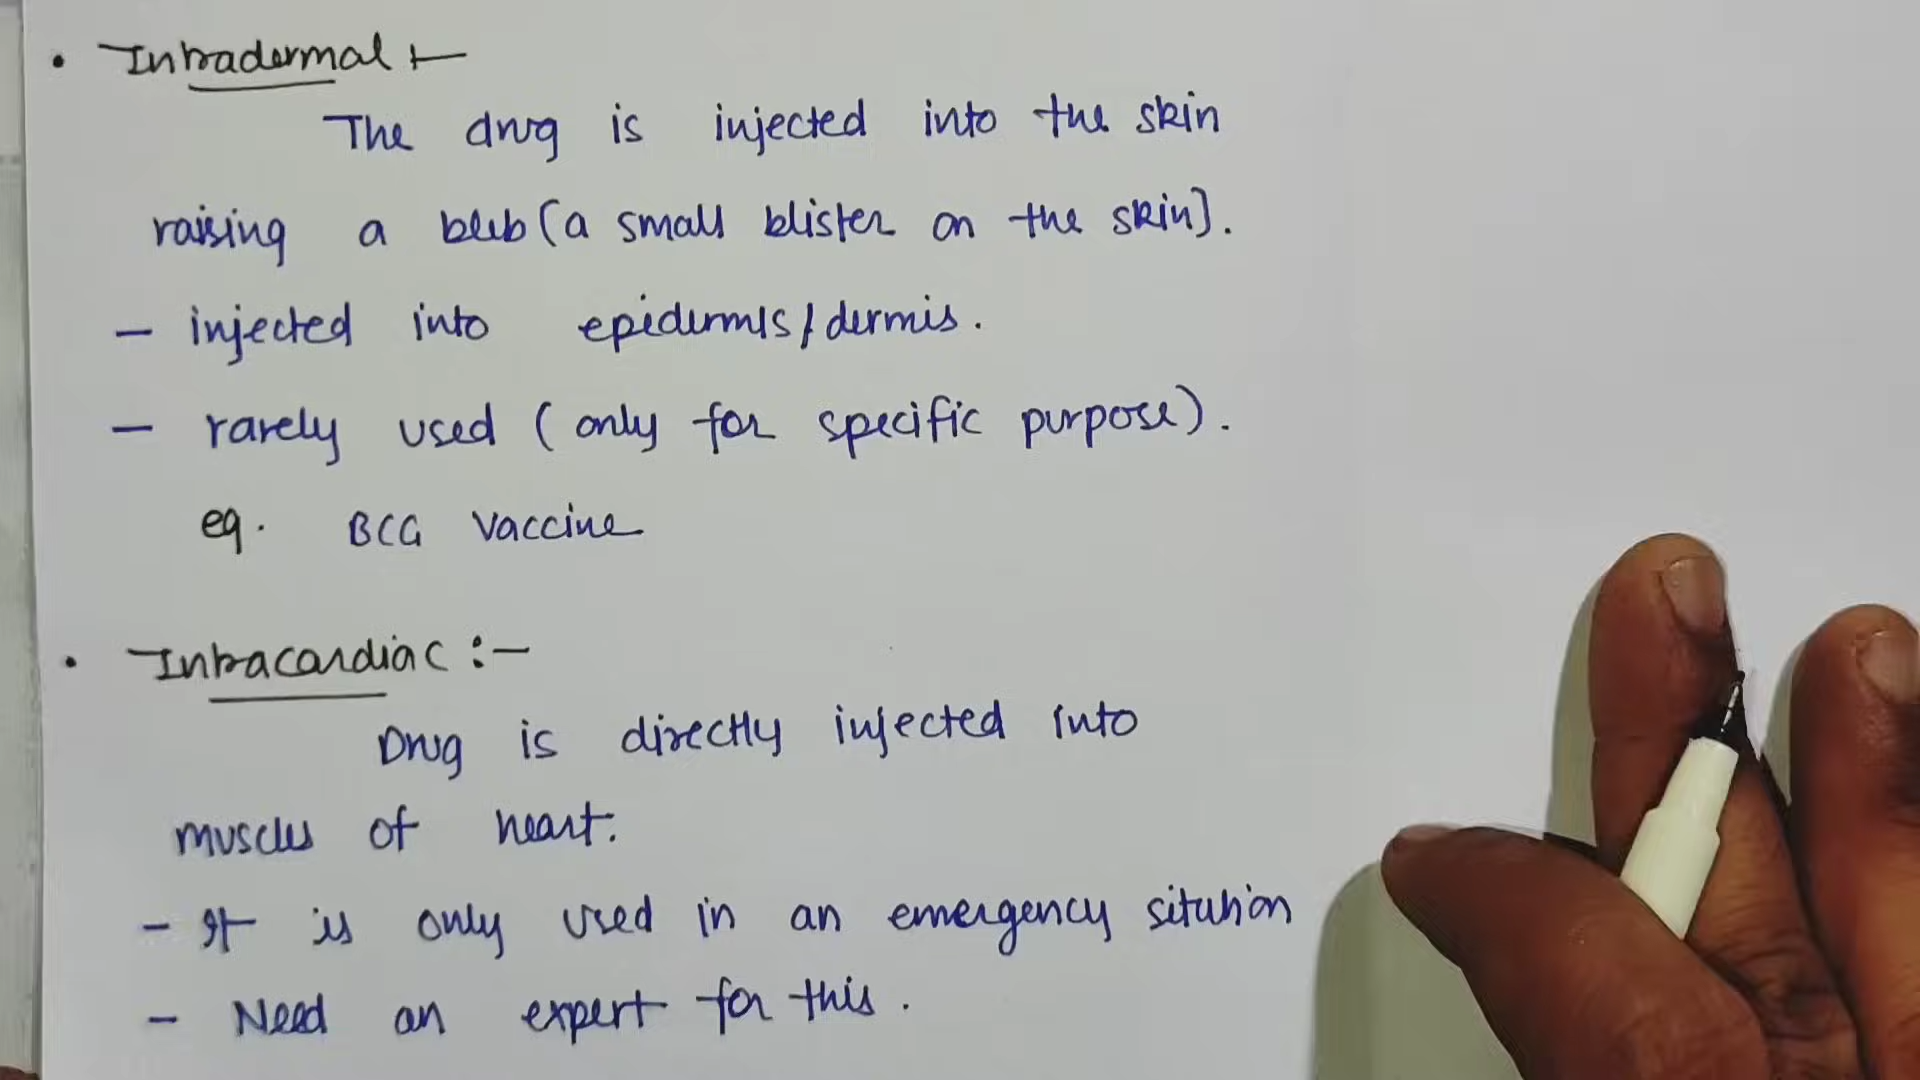 • Intradermal :-
The drug is injected into the skin
raising a bleb (a small blister on the skin).
- injected into epidermis/dermis.
- rarely used (only for specific purpose).
eg. BCG Vaccine
• Intracardiac :-
Drug is directly injected into
muscles of heart.
- It is only used in an emergency sitution
- Need an expert for this.